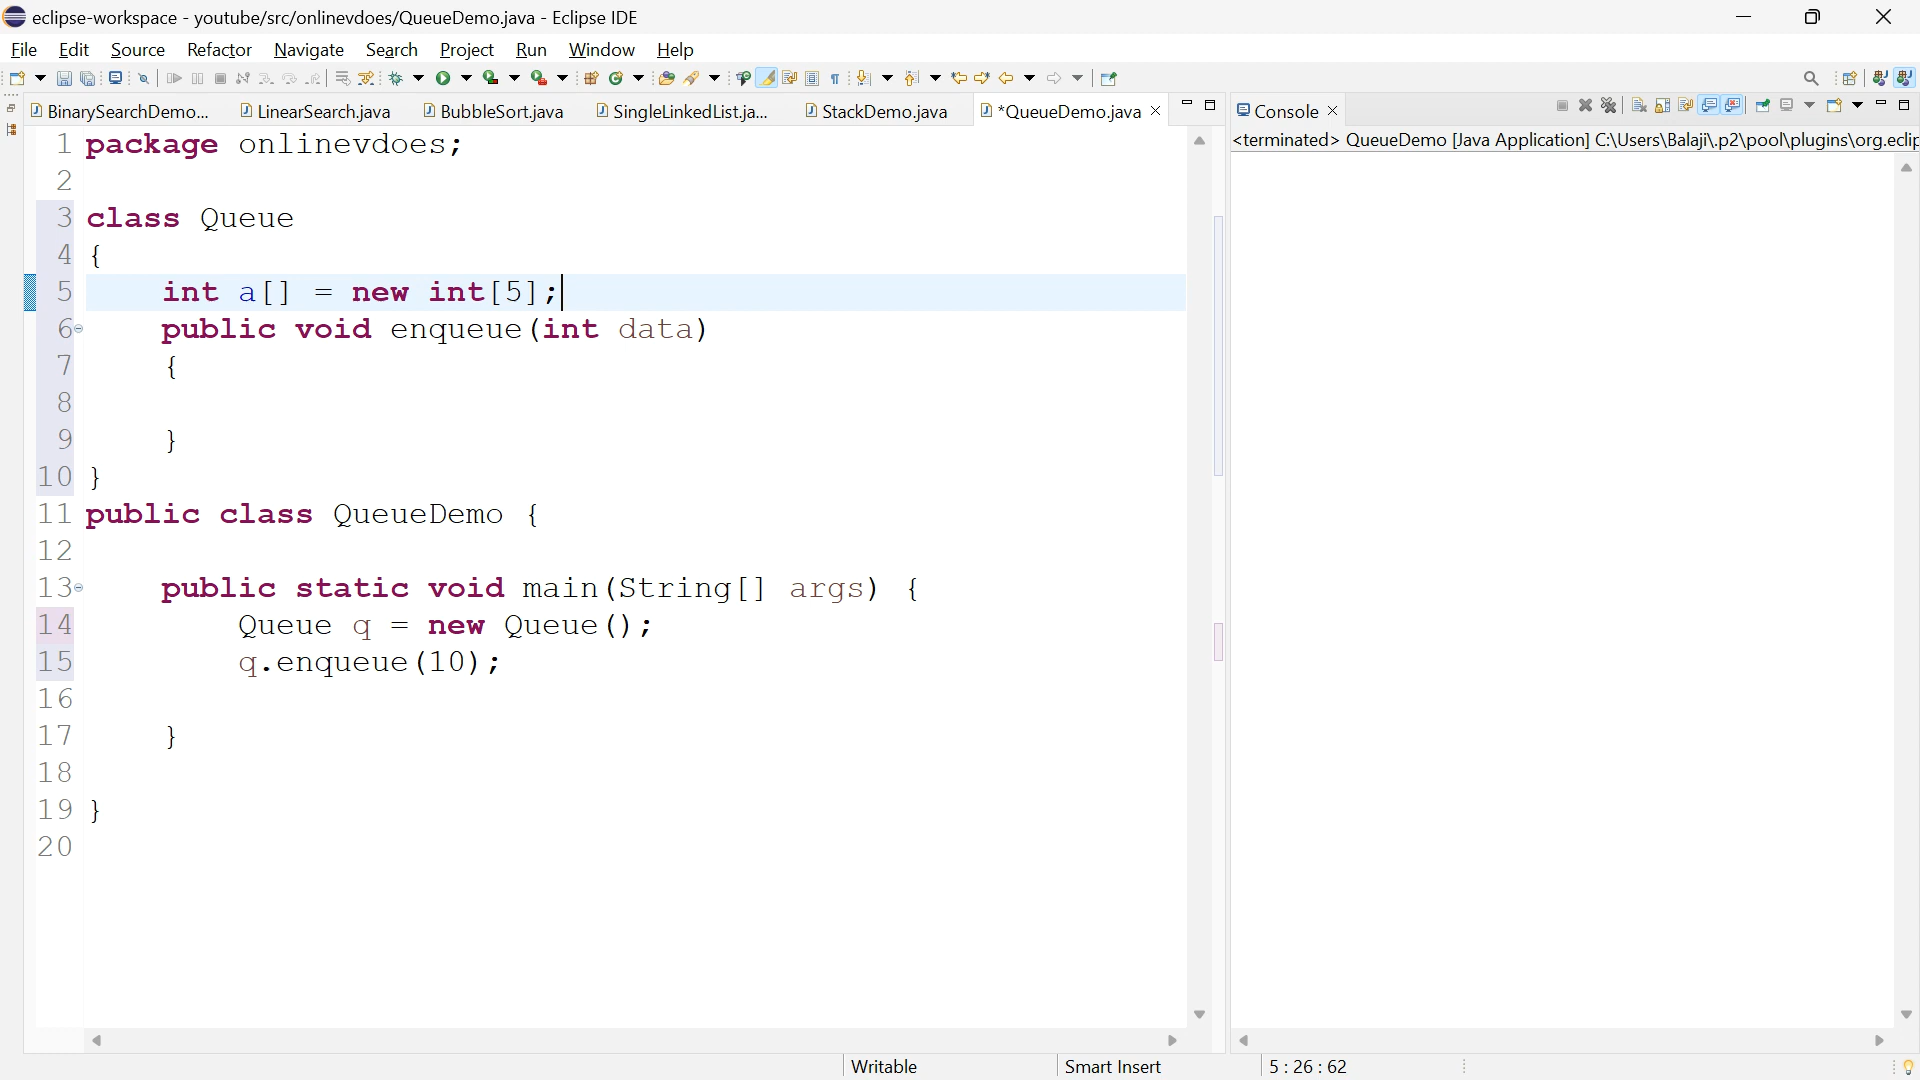 eclipse-workspace - youtube/src/onlinevdoes/QueueDemo.java - Eclipse IDE
File Edit Source Refactor Navigate Search Project Run Window Help
BinarySearchDemo... LinearSearch.java BubbleSort.java SingleLinkedList.ja... StackDemo.java *QueueDemo.java Console
<terminated> QueueDemo [Java Application] C:\Users\Balaji\.p2\pool\plugins\org.eclip
1 package onlinevdoes;
2
3 class Queue
4 {
5 int a[] = new int[5];
6 public void enqueue(int data)
7 {
8
9 }
10 }
11 public class QueueDemo {
12
13 public static void main(String[] args) {
14 Queue q = new Queue();
15 q.enqueue(10);
16
17 }
18
19 }
20
Writable Smart Insert 5 : 26 : 62